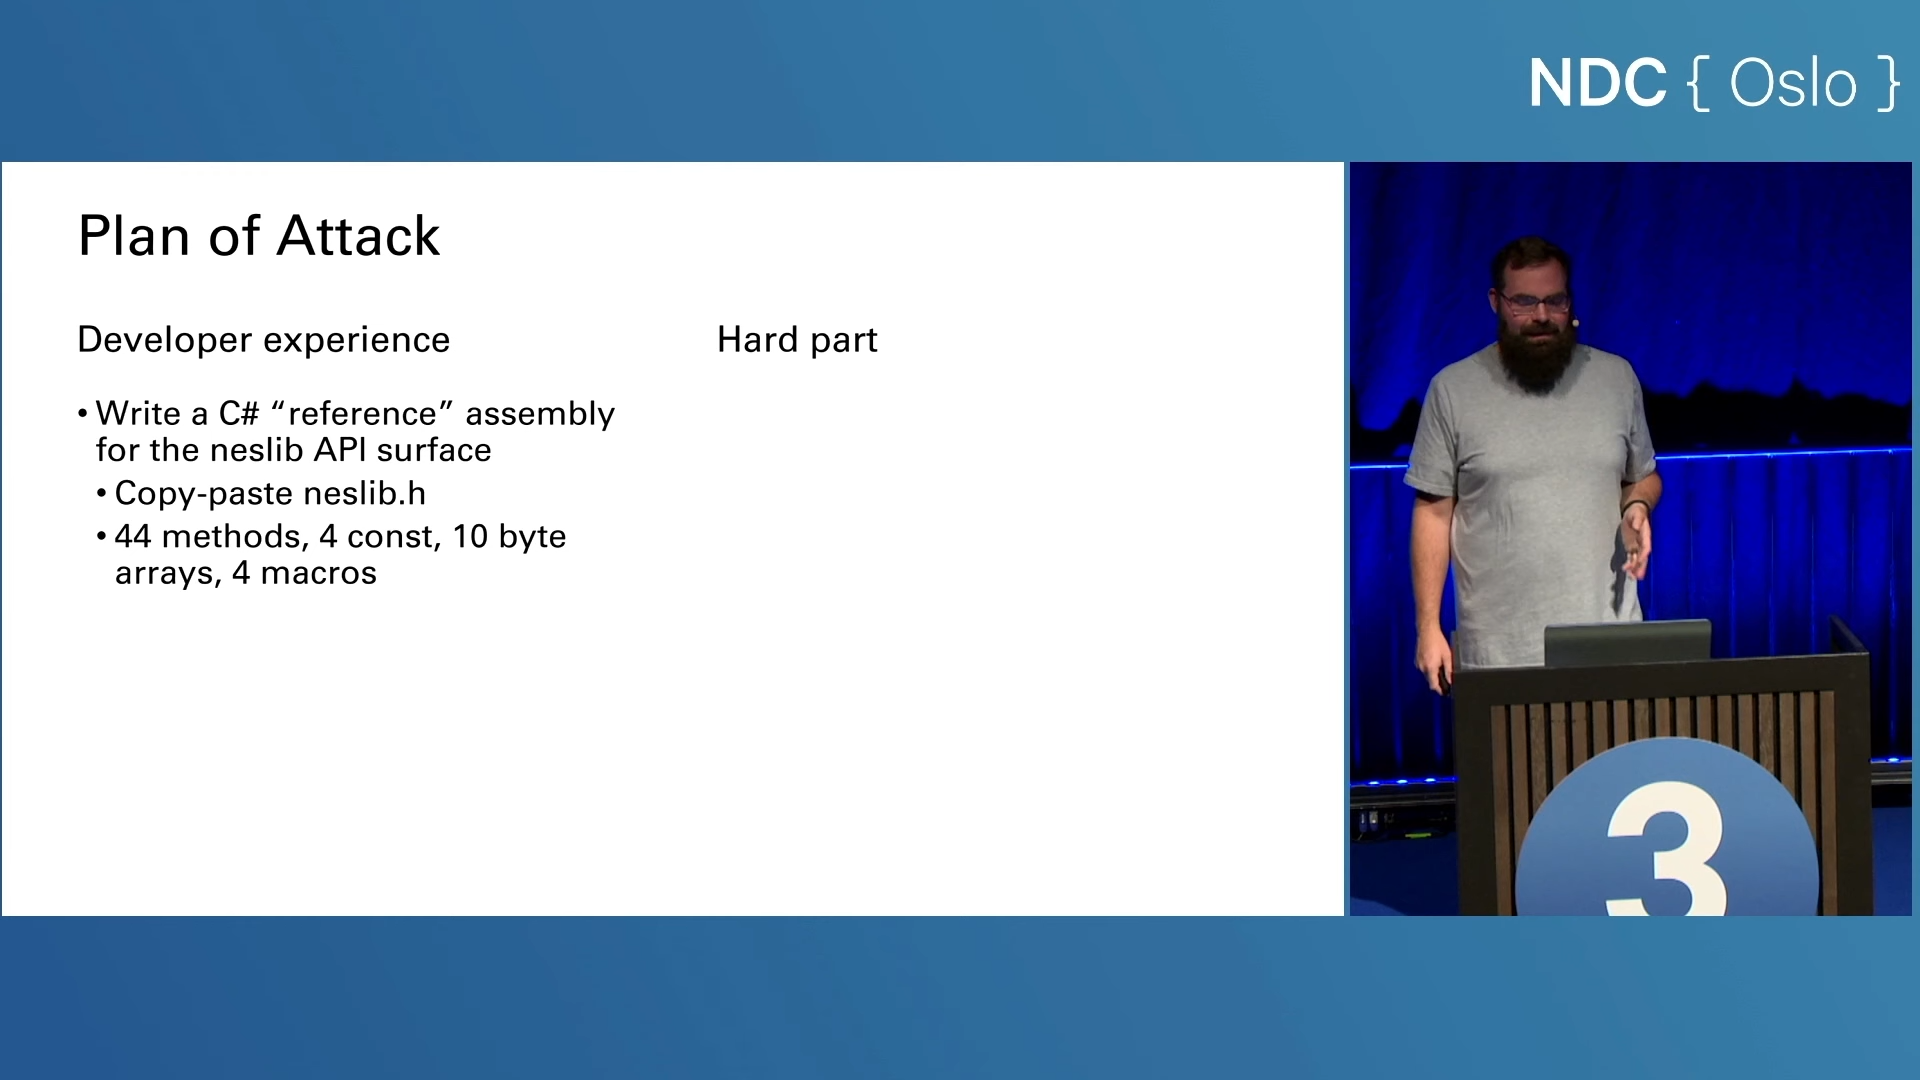 NDC { Oslo }
Plan of Attack
Developer experience
Hard part
• Write a C# “reference” assembly
for the neslib API surface
• Copy-paste neslib.h
• 44 methods, 4 const, 10 byte
arrays, 4 macros
3